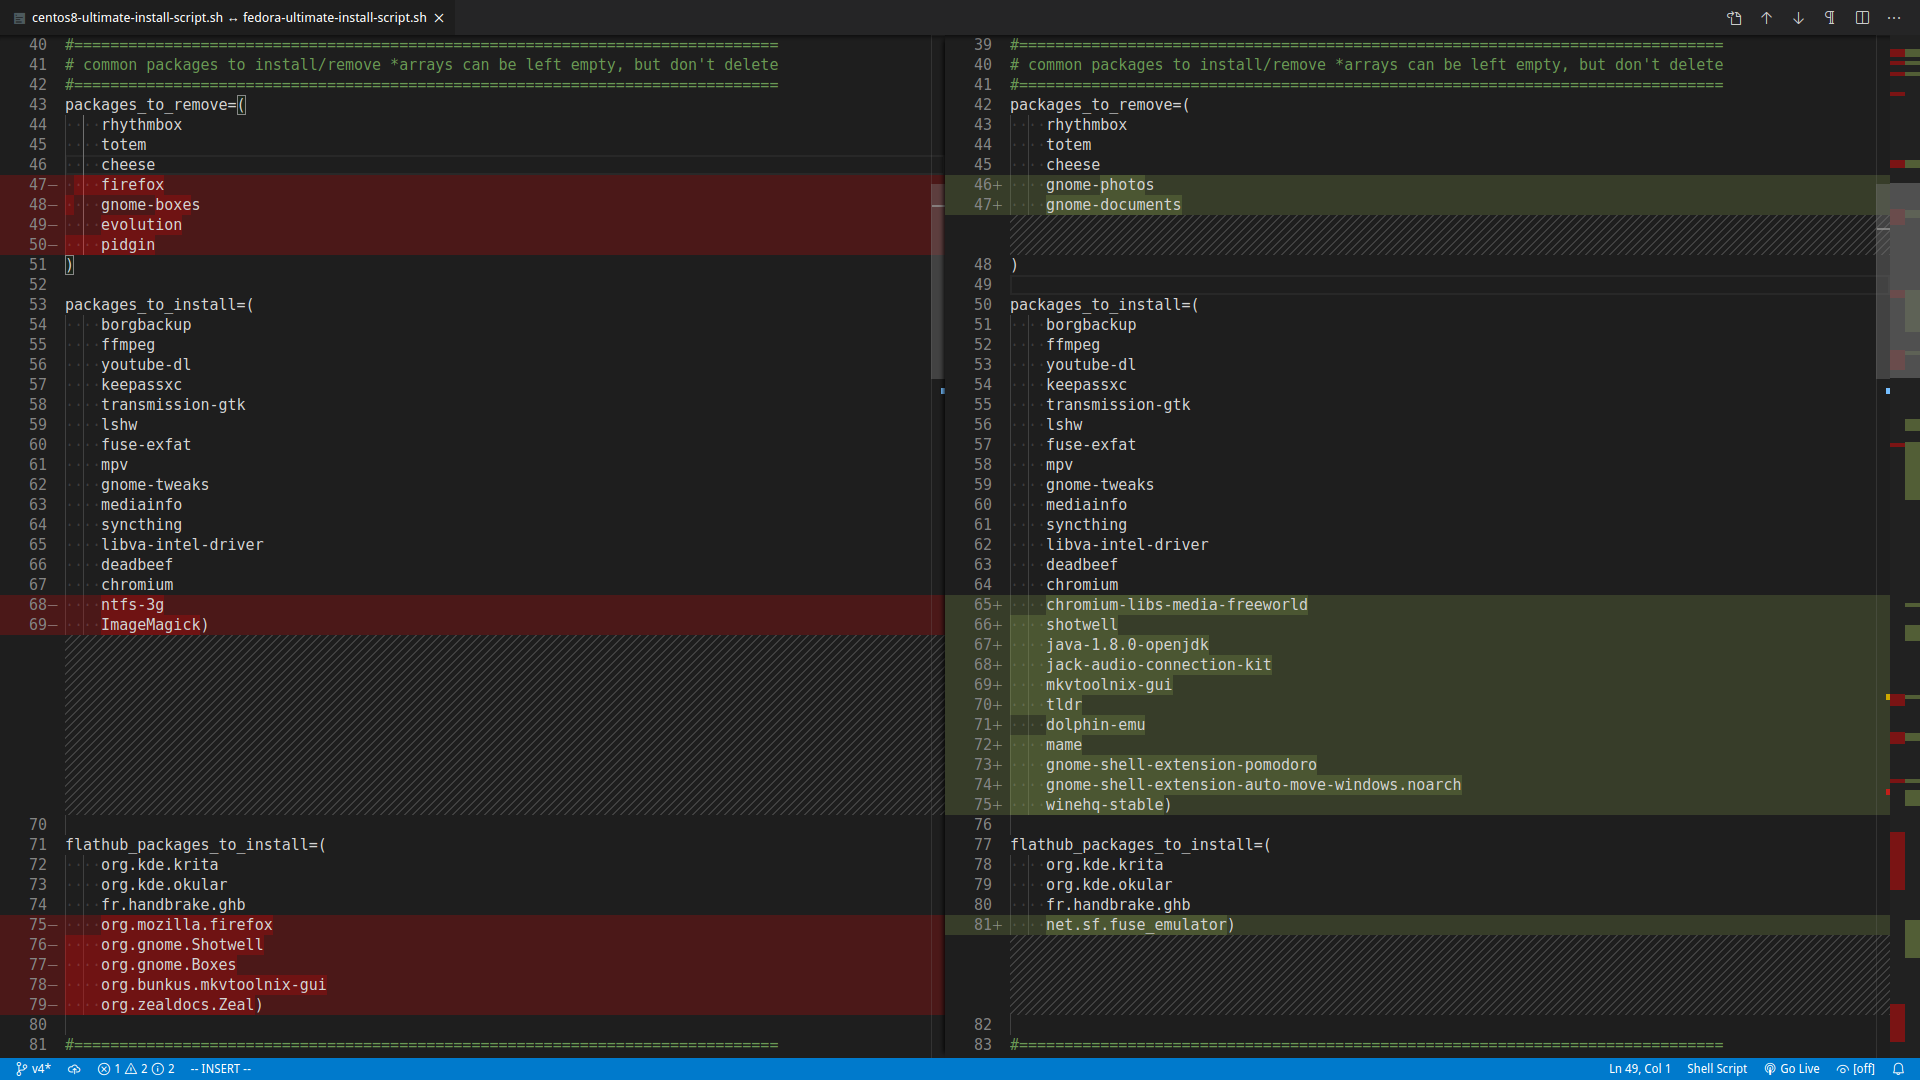 centos8-ultimate-install-script.sh ↔ fedora-ultimate-install-script.sh
40 #===============================================================================
41 # common packages to install/remove *arrays can be left empty, but don't delete
42 #===============================================================================
43 packages_to_remove=(
44 rhythmbox
45 totem
46 cheese
47— firefox
48— gnome-boxes
49— evolution
50— pidgin
51 )
52
53 packages_to_install=(
54 borgbackup
55 ffmpeg
56 youtube-dl
57 keepassxc
58 transmission-gtk
59 lshw
60 fuse-exfat
61 mpv
62 gnome-tweaks
63 mediainfo
64 syncthing
65 libva-intel-driver
66 deadbeef
67 chromium
68— ntfs-3g
69— ImageMagick)
70
71 flathub_packages_to_install=(
72 org.kde.krita
73 org.kde.okular
74 fr.handbrake.ghb
75— org.mozilla.firefox
76— org.gnome.Shotwell
77— org.gnome.Boxes
78— org.bunkus.mkvtoolnix-gui
79— org.zealdocs.Zeal)
80
81 #===============================================================================
39 #===============================================================================
40 # common packages to install/remove *arrays can be left empty, but don't delete
41 #===============================================================================
42 packages_to_remove=(
43 rhythmbox
44 totem
45 cheese
46+ gnome-photos
47+ gnome-documents
48 )
49
50 packages_to_install=(
51 borgbackup
52 ffmpeg
53 youtube-dl
54 keepassxc
55 transmission-gtk
56 lshw
57 fuse-exfat
58 mpv
59 gnome-tweaks
60 mediainfo
61 syncthing
62 libva-intel-driver
63 deadbeef
64 chromium
65+ chromium-libs-media-freeworld
66+ shotwell
67+ java-1.8.0-openjdk
68+ jack-audio-connection-kit
69+ mkvtoolnix-gui
70+ tldr
71+ dolphin-emu
72+ mame
73+ gnome-shell-extension-pomodoro
74+ gnome-shell-extension-auto-move-windows.noarch
75+ winehq-stable)
76
77 flathub_packages_to_install=(
78 org.kde.krita
79 org.kde.okular
80 fr.handbrake.ghb
81+ net.sf.fuse_emulator)
82
83 #===============================================================================
v4* 1 2 2 -- INSERT -- Ln 49, Col 1 Shell Script Go Live [off]